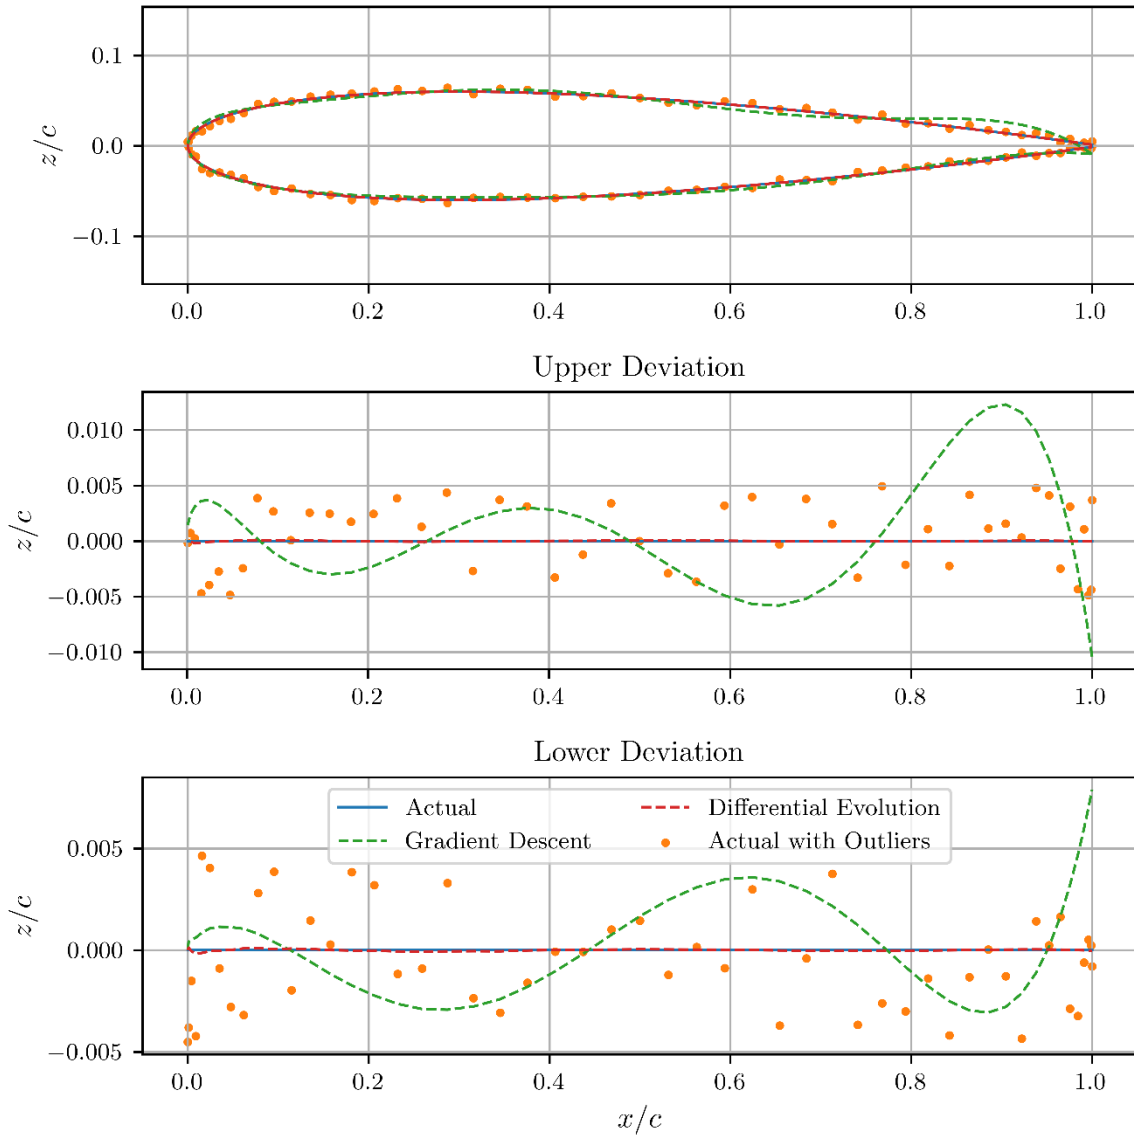 0.1
0.0
−0.1
z/c
0.0 0.2 0.4 0.6 0.8 1.0
Upper Deviation
0.010
0.005
0.000
−0.005
−0.010
z/c
0.0 0.2 0.4 0.6 0.8 1.0
Lower Deviation
Actual
Gradient Descent
Differential Evolution
Actual with Outliers
0.005
0.000
−0.005
z/c
0.0 0.2 0.4 0.6 0.8 1.0
x/c